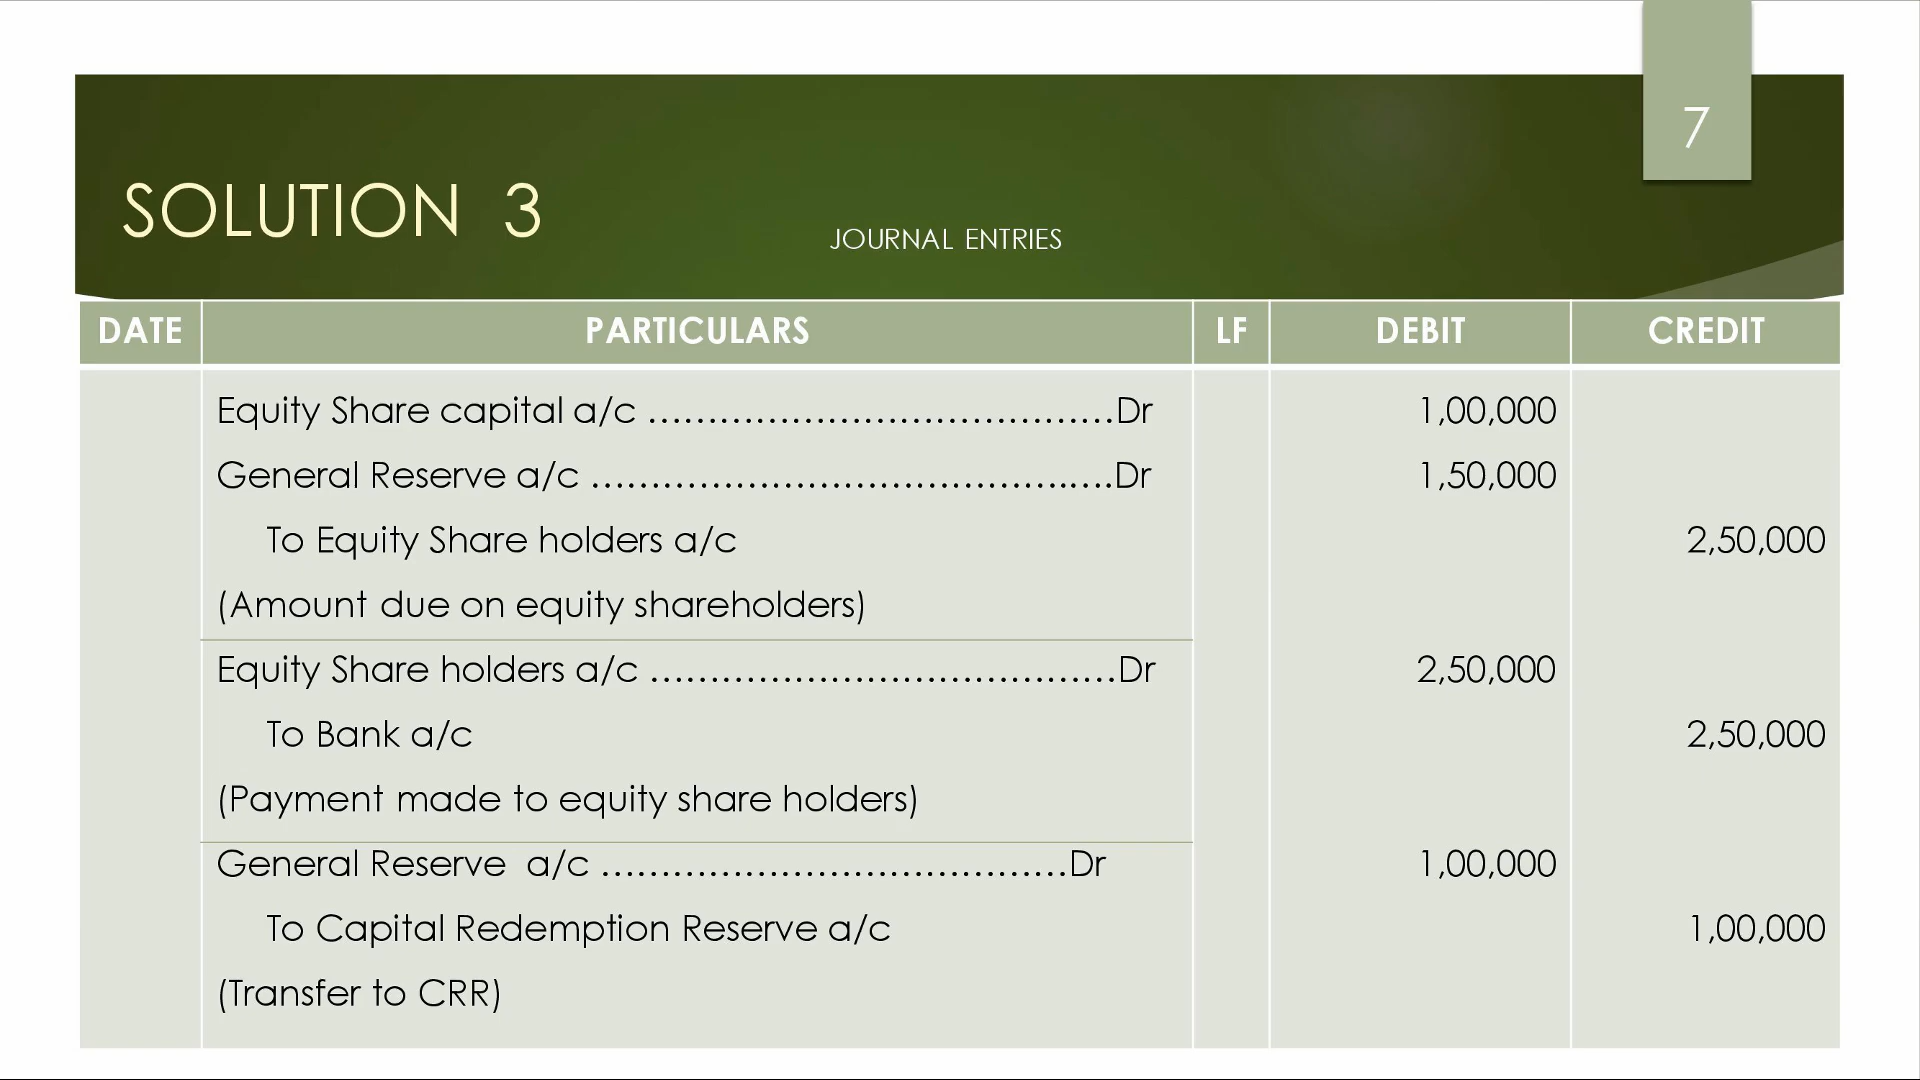 7
SOLUTION 3
JOURNAL ENTRIES
DATE PARTICULARS LF DEBIT CREDIT
Equity Share capital a/c …………………………………Dr 1,00,000
General Reserve a/c ………………………………….….Dr 1,50,000
To Equity Share holders a/c 2,50,000
(Amount due on equity shareholders)
Equity Share holders a/c …………………………………Dr 2,50,000
To Bank a/c 2,50,000
(Payment made to equity share holders)
General Reserve a/c …………………………………Dr 1,00,000
To Capital Redemption Reserve a/c 1,00,000
(Transfer to CRR)